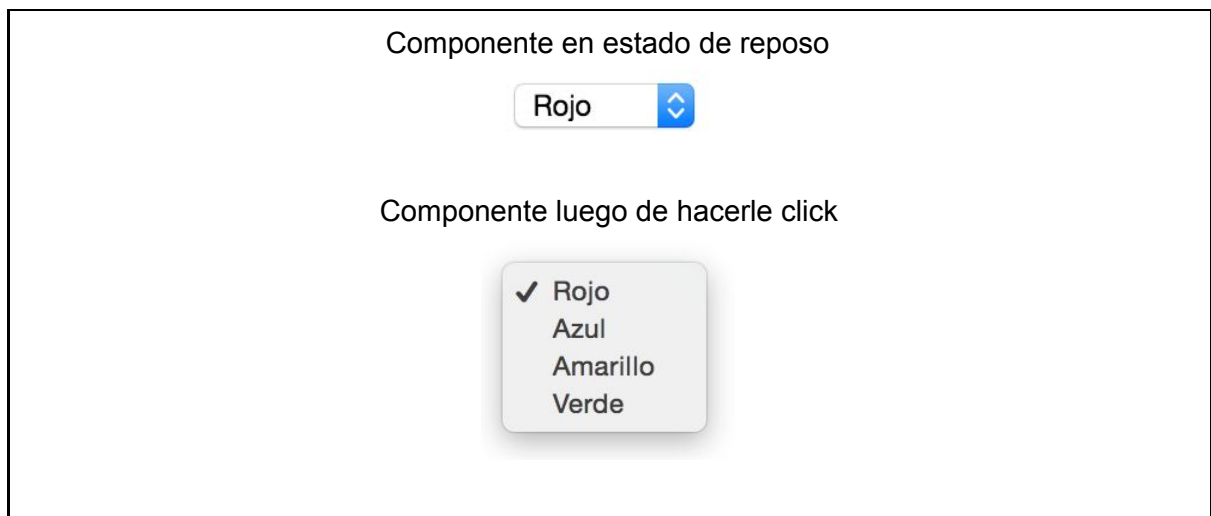 Componente en estado de reposo
Rojo
Componente luego de hacerle click
✓ Rojo
Azul
Amarillo
Verde